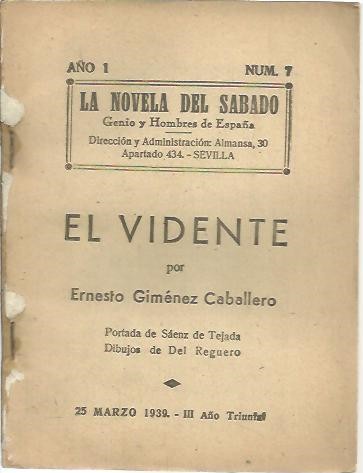 AÑO 1 NUM. 7
LA NOVELA DEL SABADO
Genio y Hombres de España
Dirección y Administración: Almansa, 30
Apartado 434. - SEVILLA
EL VIDENTE
por
Ernesto Giménez Caballero
Portada de Sáenz de Tejada
Dibujos de Del Reguero
25 MARZO 1939. - III Año Triunfal